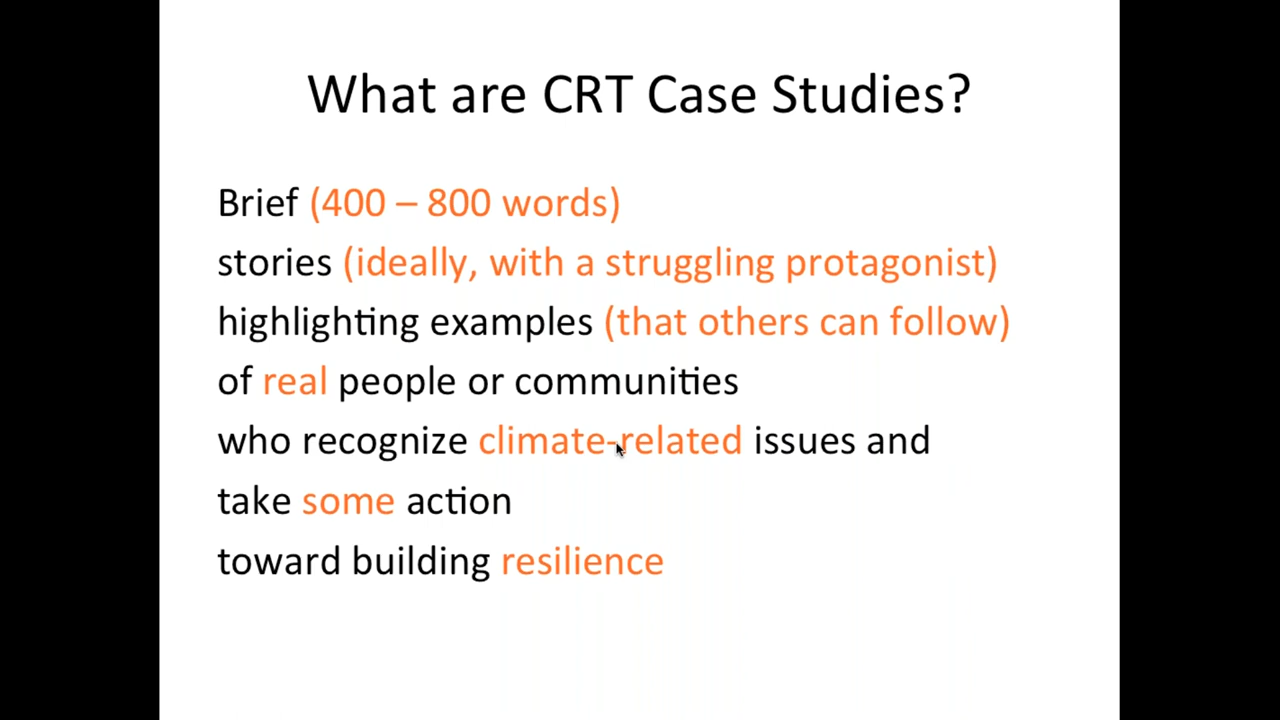 What are CRT Case Studies?
Brief (400 – 800 words)
stories (ideally, with a struggling protagonist)
highlighting examples (that others can follow)
of real people or communities
who recognize climate-related issues and
take some action
toward building resilience